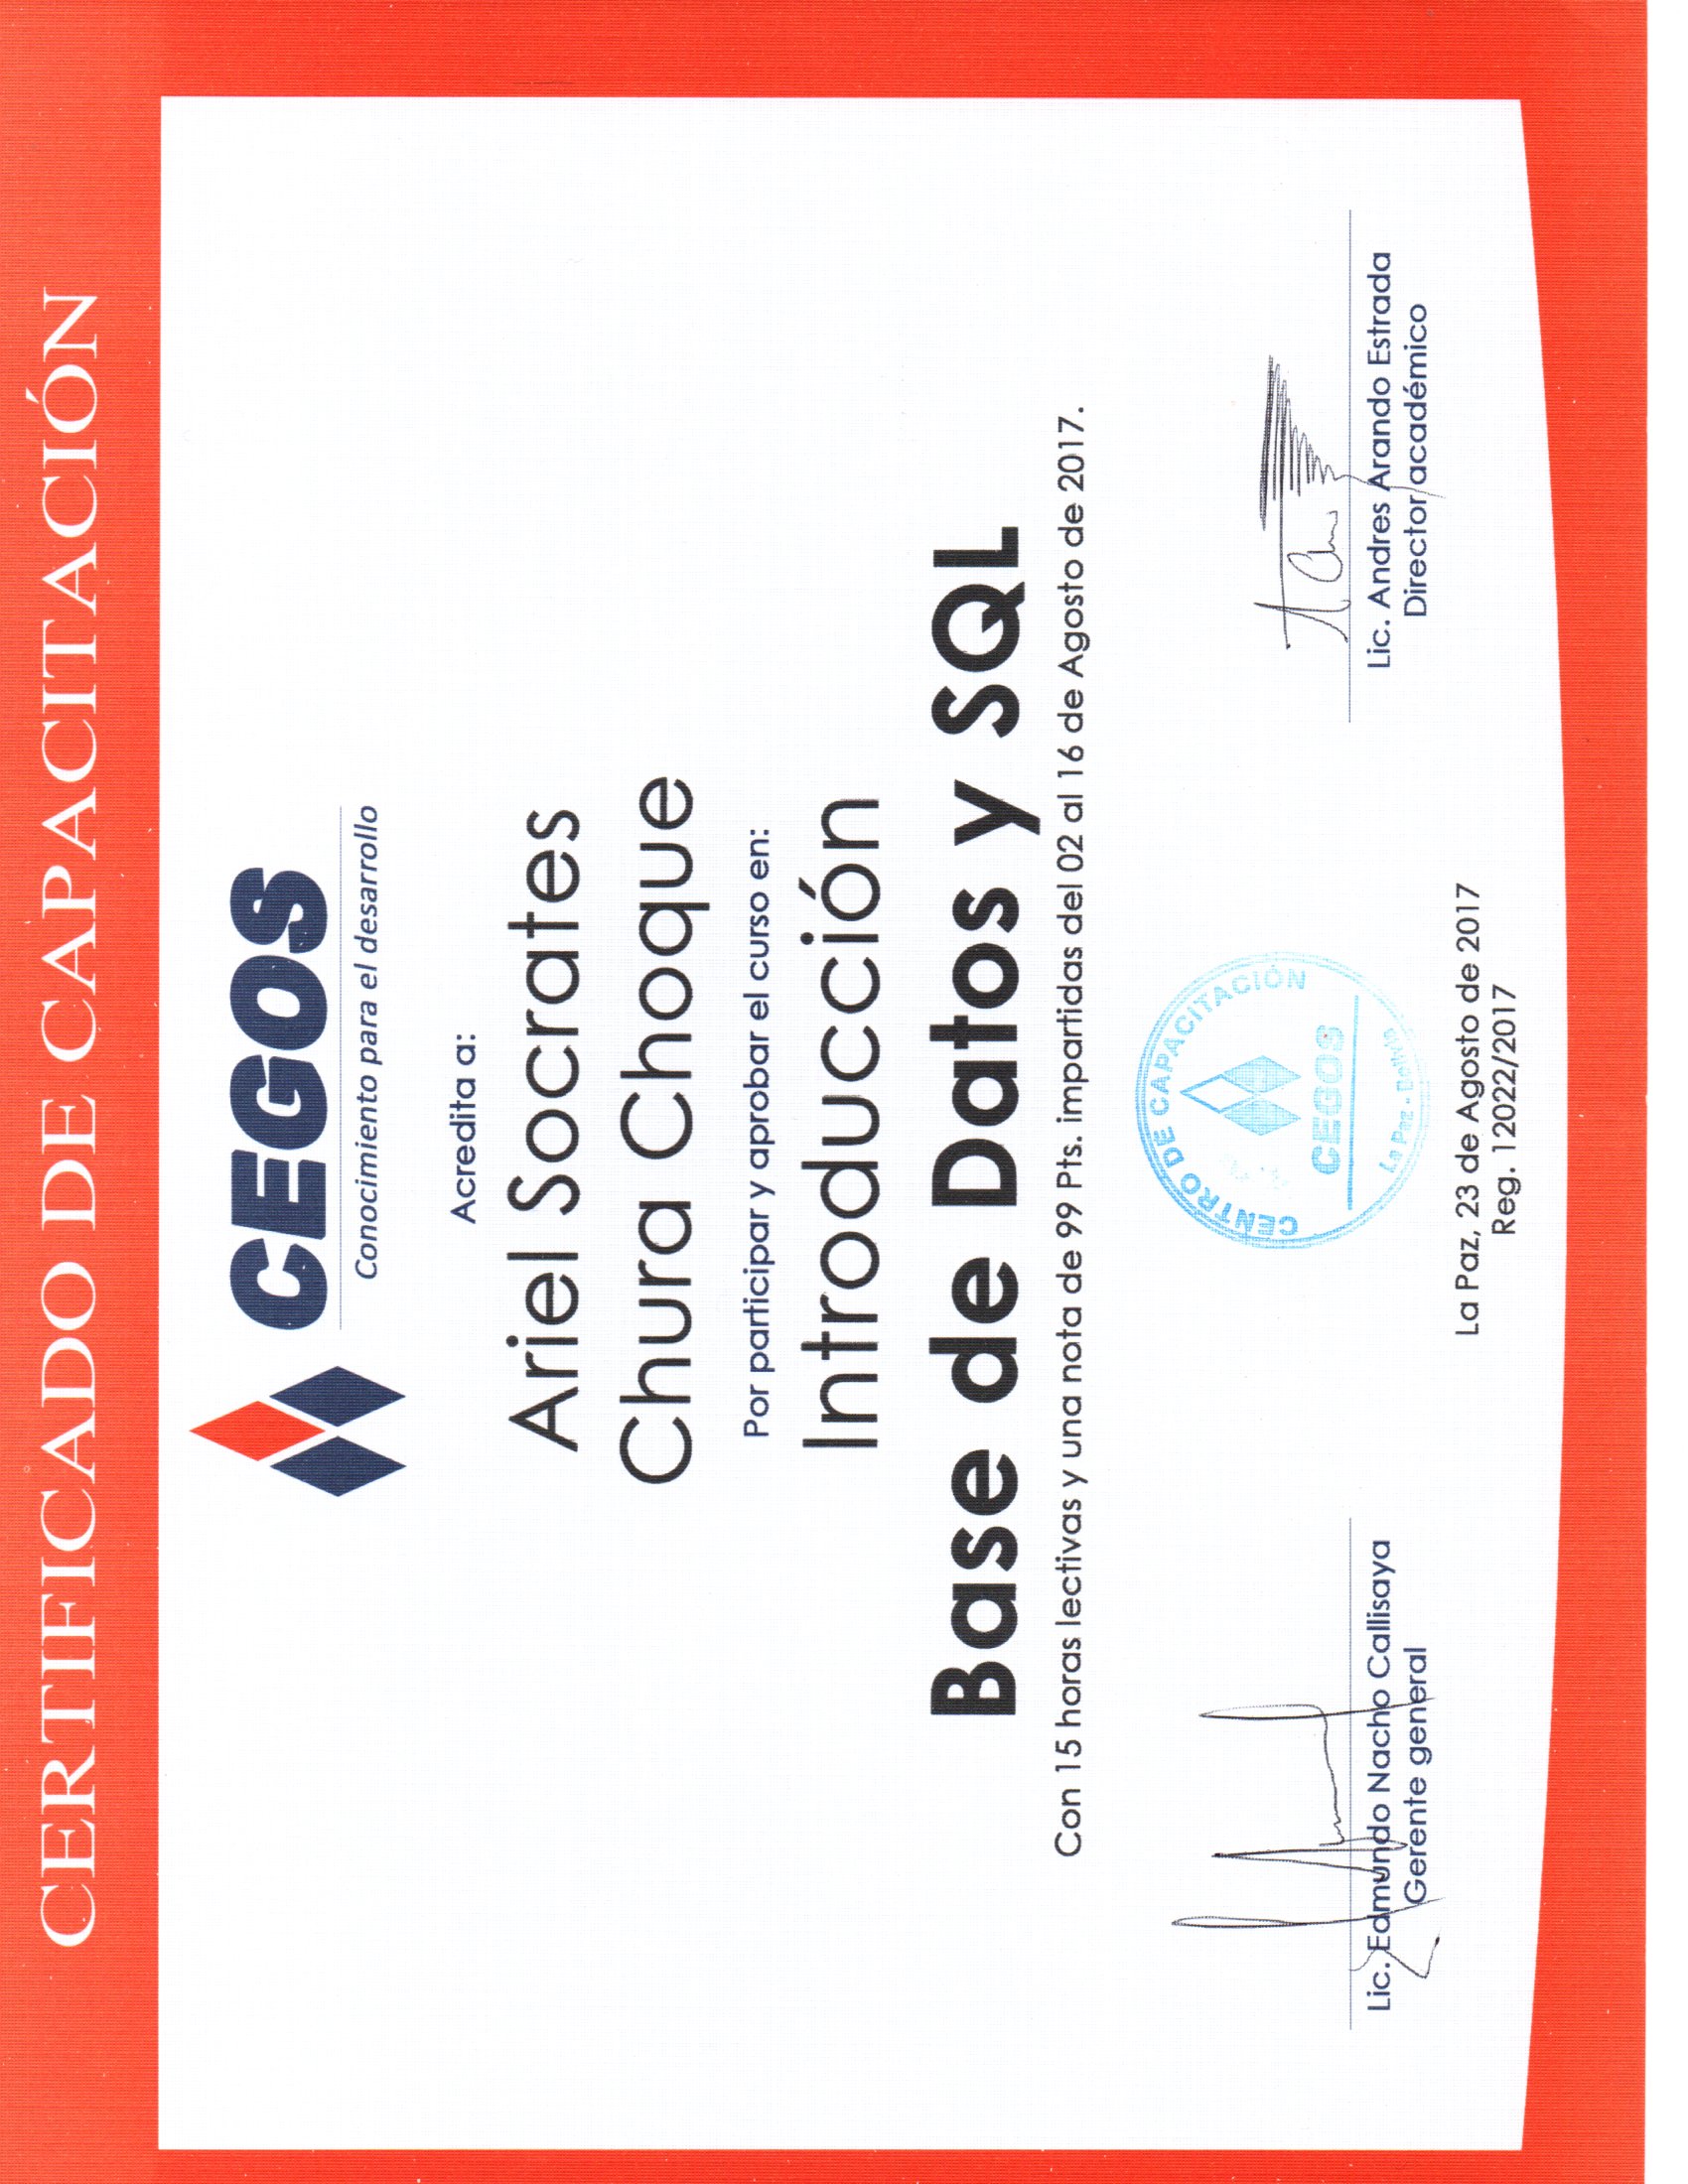 CERTIFICADO DE CAPACITACIÓN
CEGOS
Conocimiento para el desarrollo
Acredita a:
Ariel Socrates
Chura Choque
Por participar y aprobar el curso en:
Introducción
Base de Datos y SQL
Con 15 horas lectivas y una nota de 99 Pts. impartidas del 02 al 16 de Agosto de 2017.
CENTRO DE CAPACITACIÓN
CEGOS
La Paz - Bolivia
Lic. Edmundo Nacho Callisaya
Gerente general
Lic. Andres Arando Estrada
Director académico
La Paz, 23 de Agosto de 2017
Reg. 12022/2017